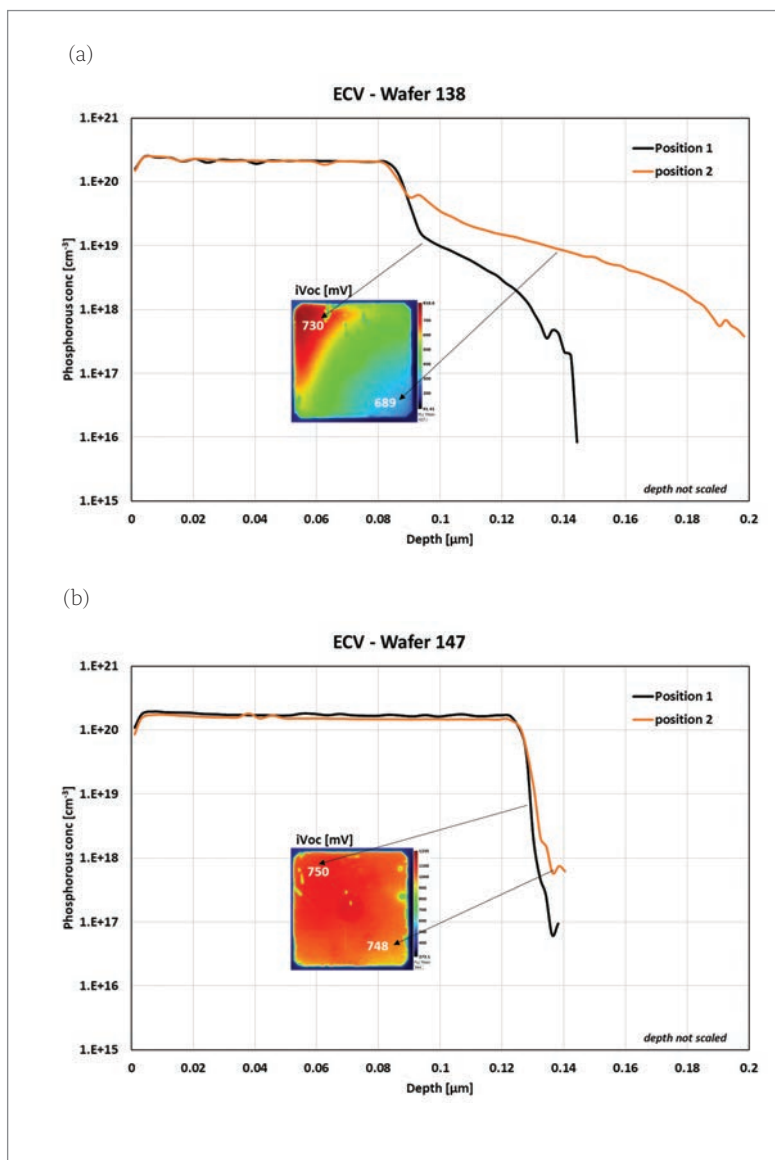 (a)
ECV - Wafer 138
1.E+21
1.E+20
1.E+19
1.E+18
1.E+17
1.E+16
1.E+15
Phosphorous conc [cm-3]
Position 1
position 2
iVoc [mV]
730
689
depth not scaled
0 0.02 0.04 0.06 0.08 0.1 0.12 0.14 0.16 0.18 0.2
Depth [µm]
(b)
ECV - Wafer 147
1.E+21
1.E+20
1.E+19
1.E+18
1.E+17
1.E+16
1.E+15
Phosphorous conc [cm-3]
Position 1
position 2
iVoc [mV]
750
748
depth not scaled
0 0.02 0.04 0.06 0.08 0.1 0.12 0.14 0.16 0.18 0.2
Depth [µm]